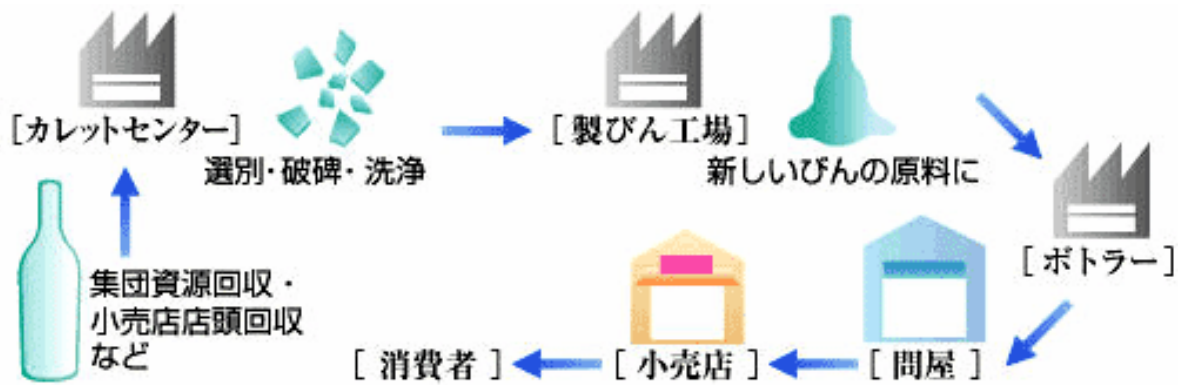 [カレットセンター]
選別・破碑・洗浄
[製びん工場]
新しいびんの原料に
[ボトラー]
集団資源回収・
小売店店頭回収
など
[問屋]
[小売店]
[消費者]